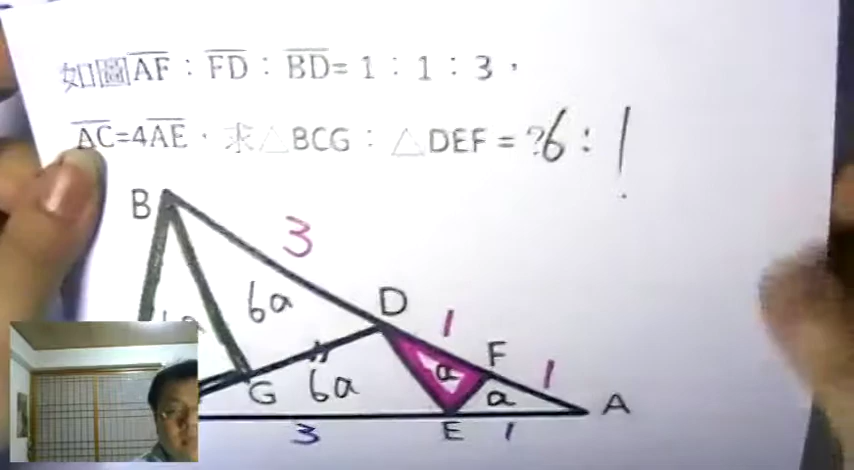 如圖AF：FD：BD=1：1：3，
AC=4AE，求△BCG：△DEF=?6:1
B
3
6a
D
1
F
1
a
G
6a
a
A
3
E
1